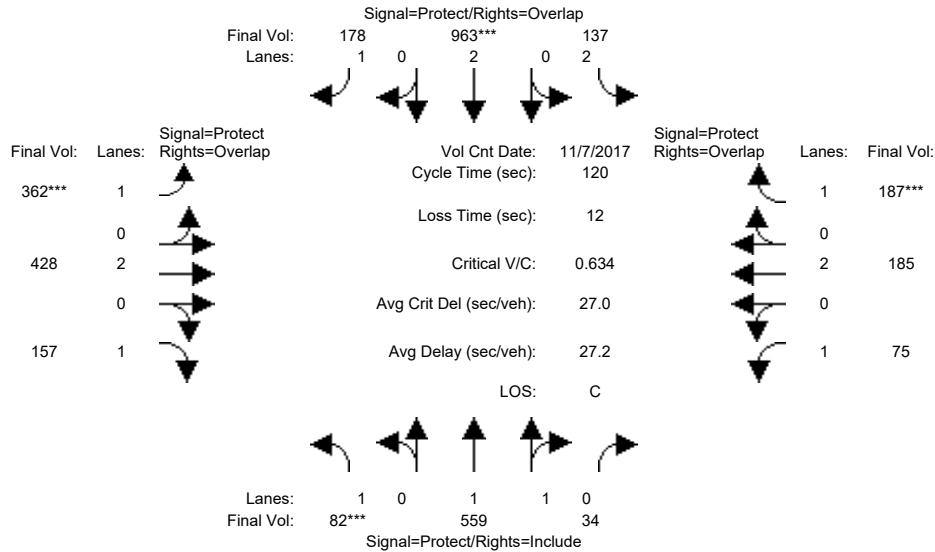 Signal=Protect/Rights=Overlap
Final Vol: 178 963*** 137
Lanes: 1 0 2 0 2
Signal=Protect
Final Vol: Lanes: Rights=Overlap
Vol Cnt Date: 11/7/2017
Signal=Protect
Rights=Overlap Lanes: Final Vol:
Cycle Time (sec): 120
362*** 1
1 187***
Loss Time (sec): 12
0
0
428 2 Critical V/C: 0.634 2 185
0 Avg Crit Del (sec/veh): 27.0 0
157 1 Avg Delay (sec/veh): 27.2 1 75
LOS: C
Lanes: 1 0 1 1 0
Final Vol: 82*** 559 34
Signal=Protect/Rights=Include